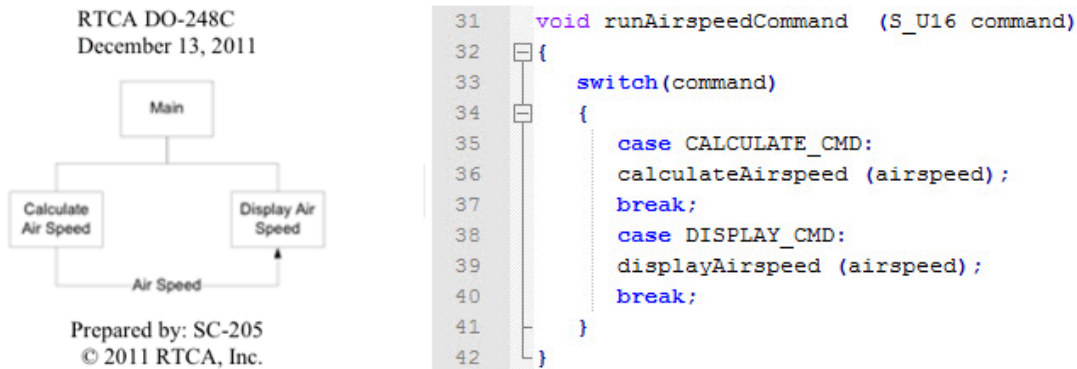 RTCA DO-248C
December 13, 2011
Main
Calculate
Air Speed
Display Air
Speed
Air Speed
Prepared by: SC-205
© 2011 RTCA, Inc.
31 void runAirspeedCommand (S_U16 command)
32 {
33 switch(command)
34 {
35 case CALCULATE_CMD:
36 calculateAirspeed (airspeed);
37 break;
38 case DISPLAY_CMD:
39 displayAirspeed (airspeed);
40 break;
41 }
42 }